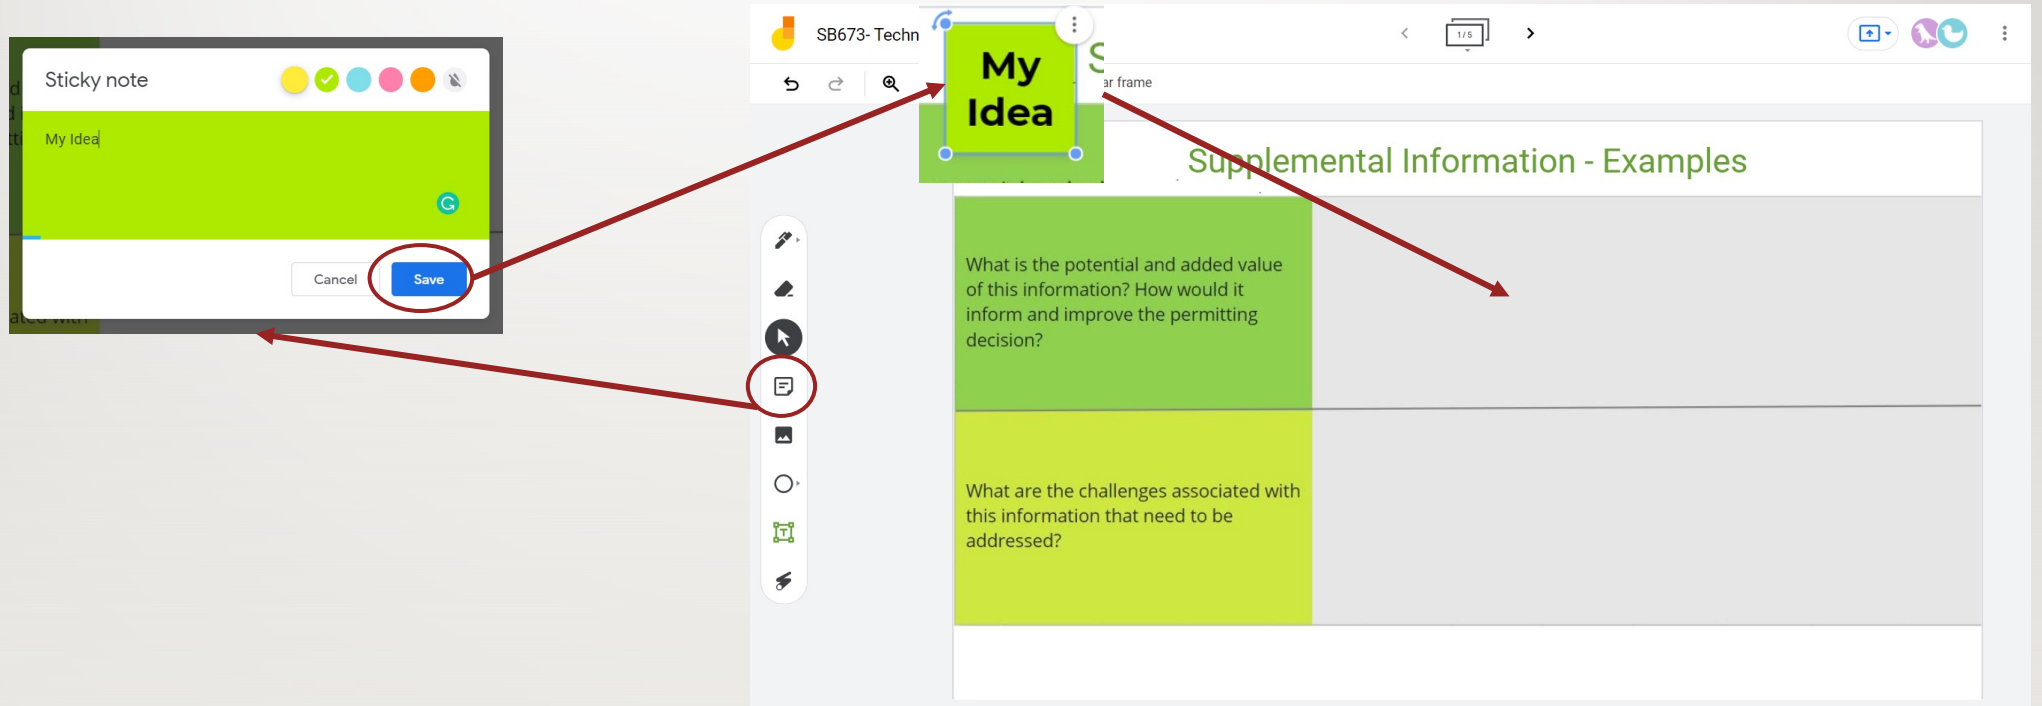 Sticky note
My Idea
Cancel
Save
SB673- Techn
My
Idea
1/5
ar frame
Supplemental Information - Examples
What is the potential and added value
of this information? How would it
inform and improve the permitting
decision?
What are the challenges associated with
this information that need to be
addressed?